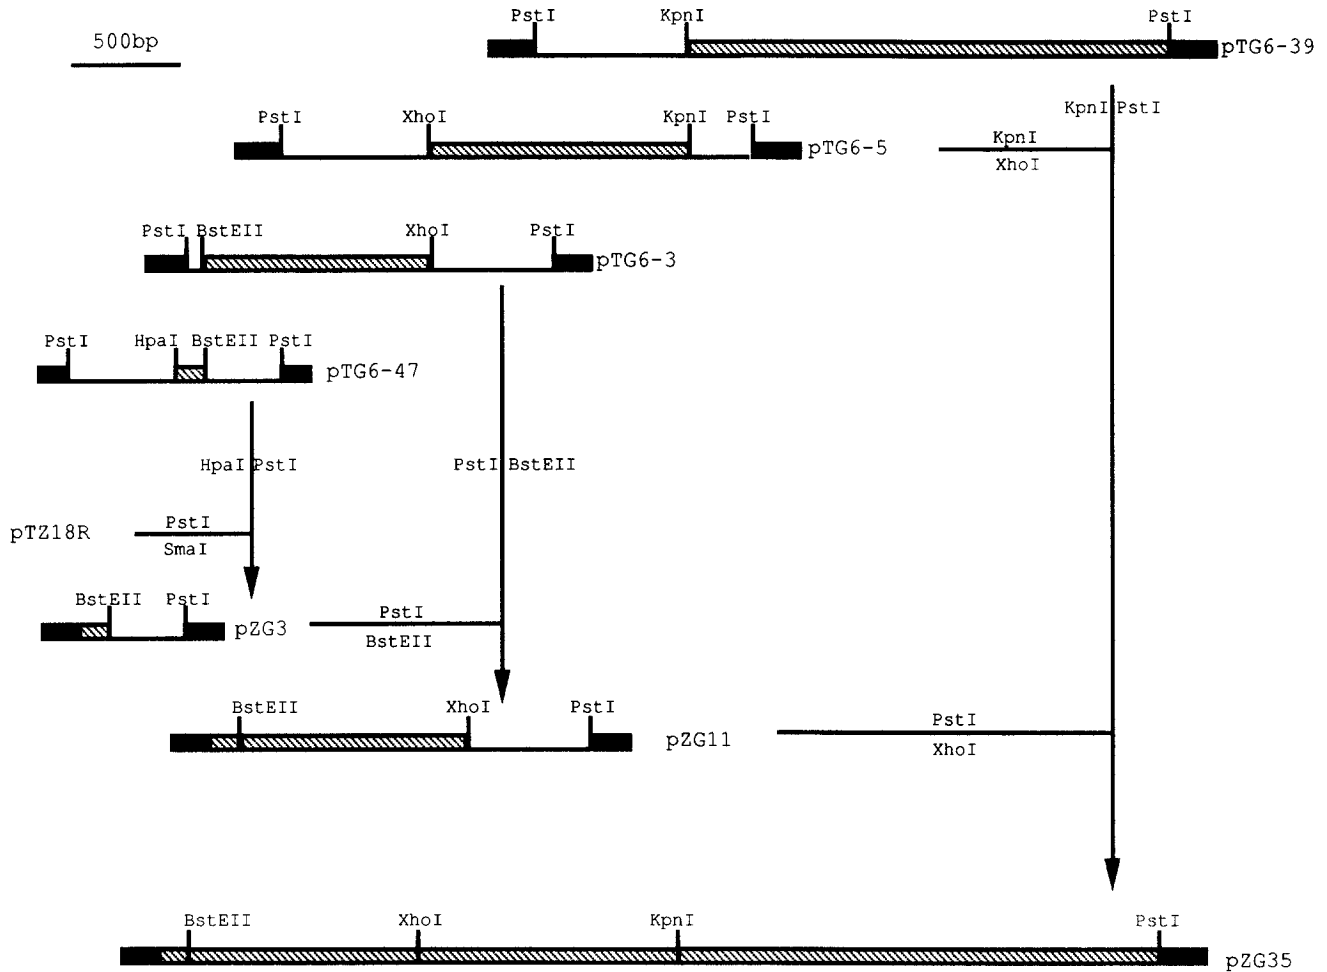 PstI KpnI PstI
500bp
pTG6-39
PstI XhoI KpnI PstI
KpnI PstI
pTG6-5
KpnI
XhoI
PstI BstEII XhoI PstI
pTG6-3
PstI HpaI BstEII PstI
pTG6-47
HpaI PstI
PstI BstEII
pTZ18R
PstI
SmaI
BstEII PstI
pZG3
PstI
BstEII
BstEII XhoI PstI
pZG11
PstI
XhoI
BstEII XhoI KpnI PstI
pZG35